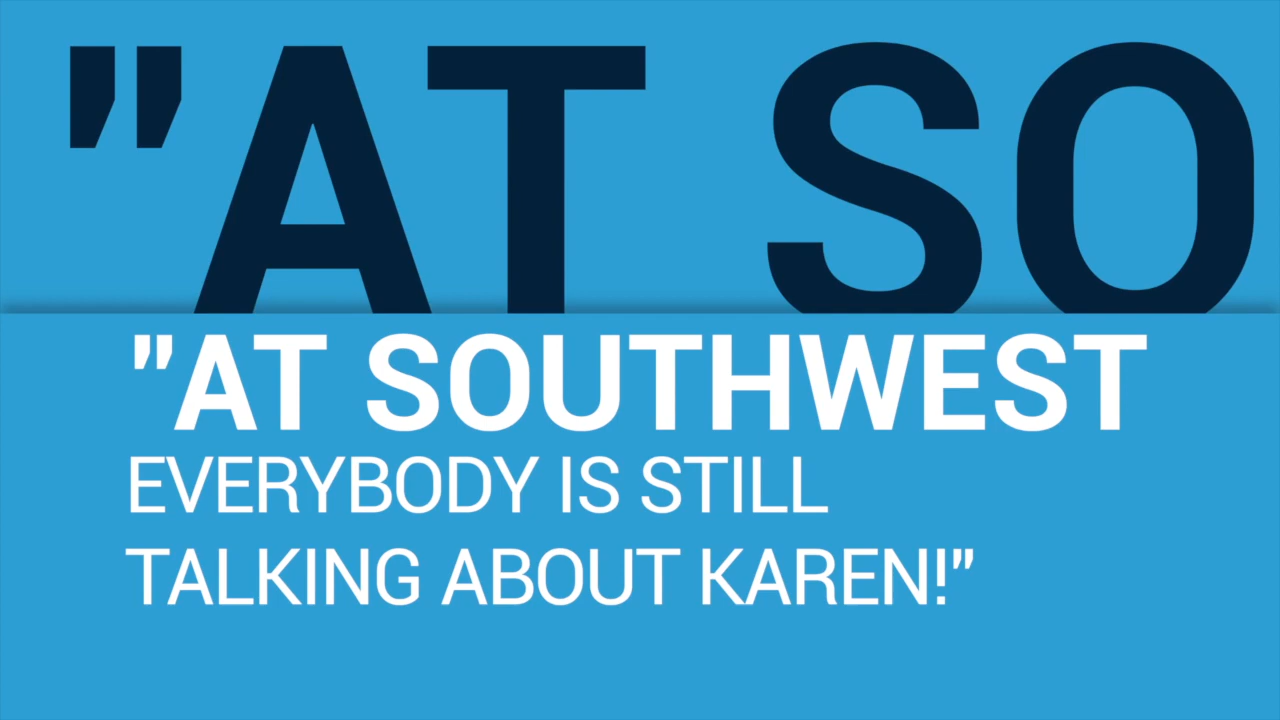 "AT SO
"AT SOUTHWEST
EVERYBODY IS STILL
TALKING ABOUT KAREN!"